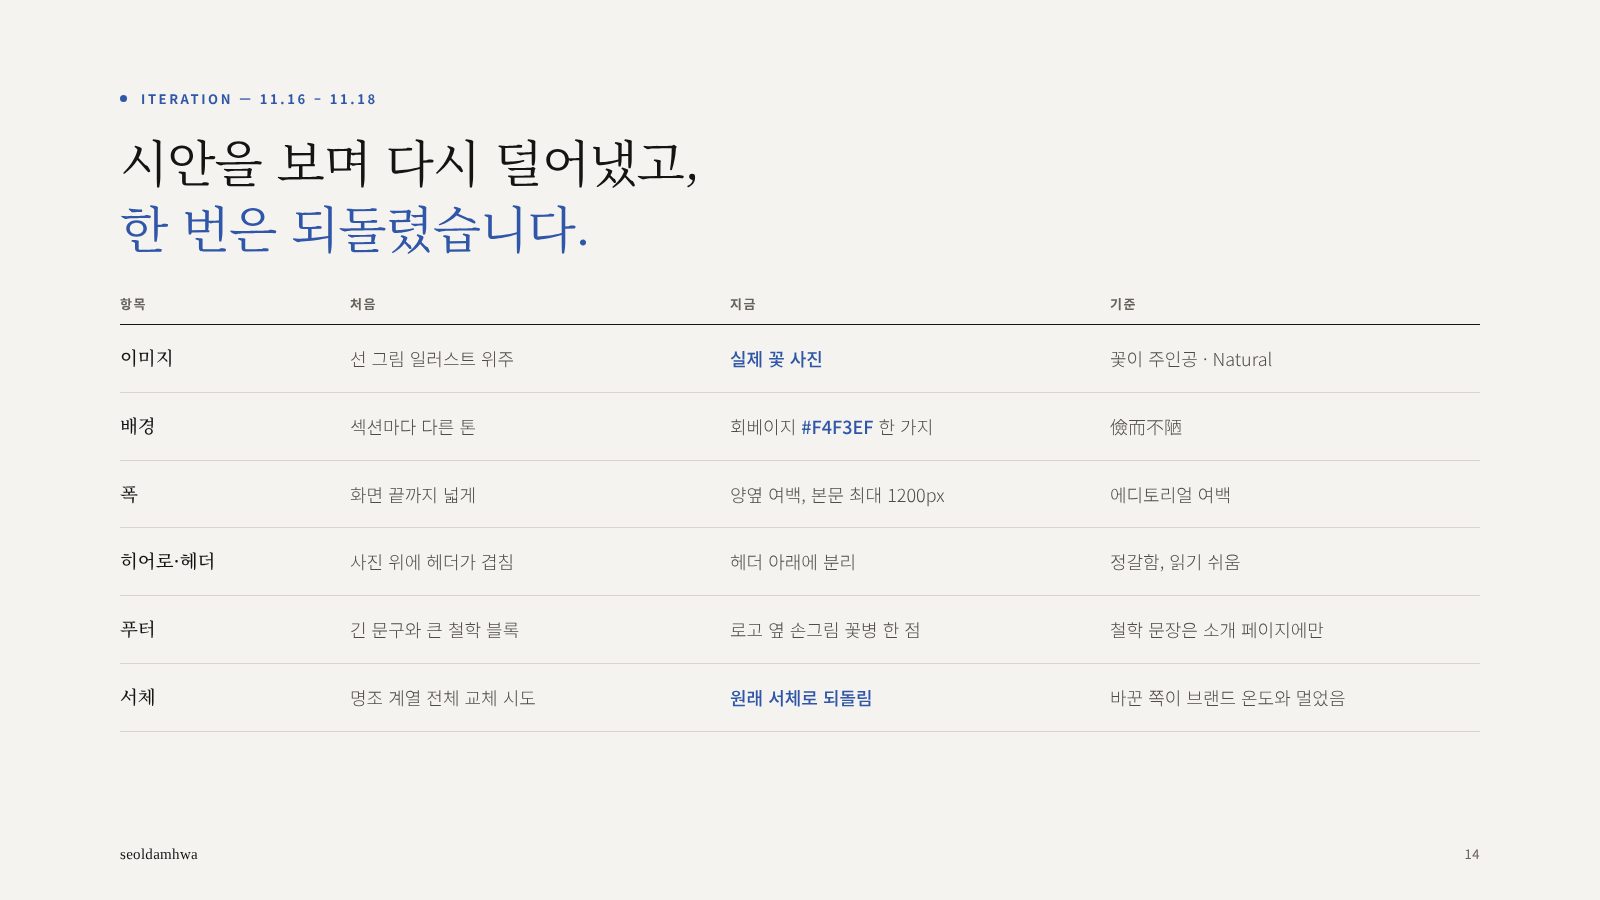 ITERATION — 11.16 – 11.18
시안을 보며 다시 덜어냈고,
한 번은 되돌렸습니다.
항목 처음 지금 기준
이미지 선 그림 일러스트 위주 실제 꽃 사진 꽃이 주인공 · Natural
배경 섹션마다 다른 톤 회베이지 #F4F3EF 한 가지 儉而不陋
폭 화면 끝까지 넓게 양옆 여백, 본문 최대 1200px 에디토리얼 여백
히어로·헤더 사진 위에 헤더가 겹침 헤더 아래에 분리 정갈함, 읽기 쉬움
푸터 긴 문구와 큰 철학 블록 로고 옆 손그림 꽃병 한 점 철학 문장은 소개 페이지에만
서체 명조 계열 전체 교체 시도 원래 서체로 되돌림 바꾼 쪽이 브랜드 온도와 멀었음
seoldamhwa 14